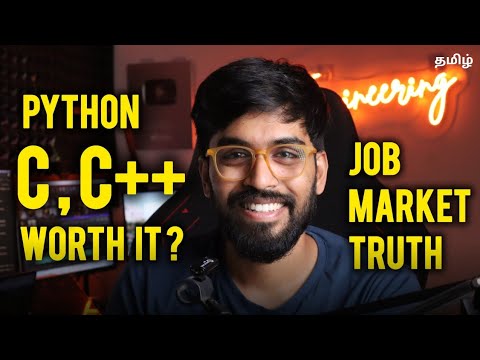 தமிழ்
PYTHON
C, C++
WORTH IT ?
JOB
MARKET
TRUTH